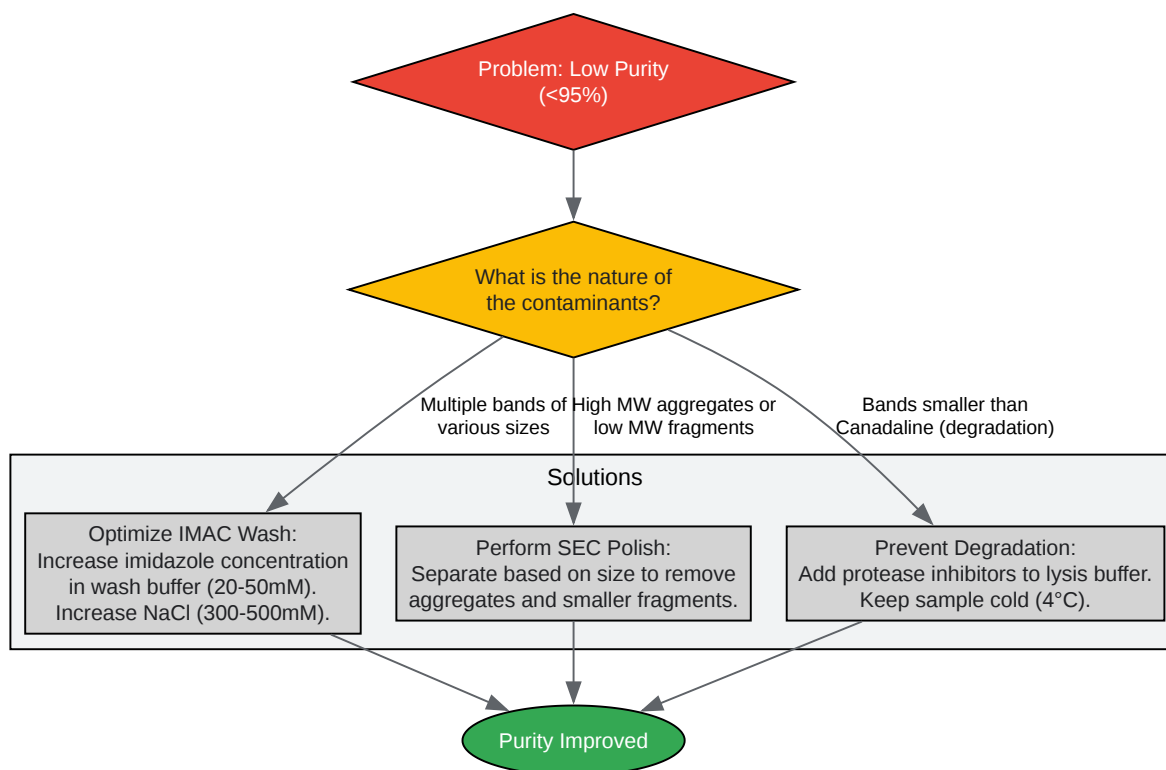 Problem: Low Purity
(<95%)
What is the nature of
the contaminants?
Multiple bands of
various sizes
High MW aggregates or
low MW fragments
Bands smaller than
Canadaline (degradation)
Solutions
Optimize IMAC Wash:
Increase imidazole concentration
in wash buffer (20-50mM).
Increase NaCl (300-500mM).
Perform SEC Polish:
Separate based on size to remove
aggregates and smaller fragments.
Prevent Degradation:
Add protease inhibitors to lysis buffer.
Keep sample cold (4°C).
Purity Improved